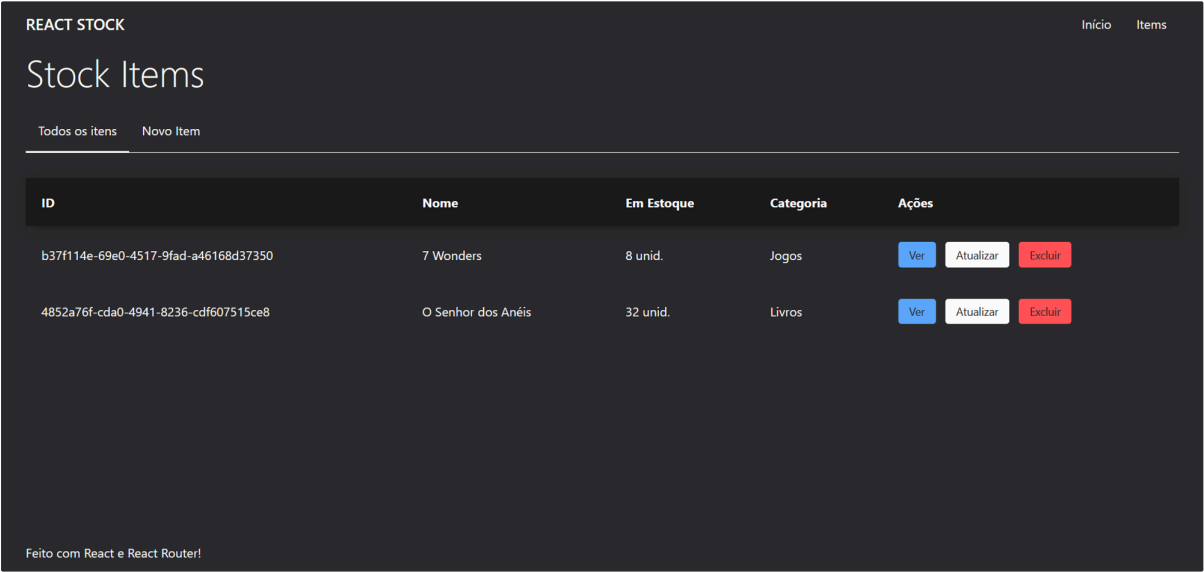 REACT STOCK Início Items
Stock Items
Todos os itens Novo Item
ID Nome Em Estoque Categoria Ações
b37f114e-69e0-4517-9fad-a46168d37350 7 Wonders 8 unid. Jogos Ver Atualizar Excluir
4852a76f-cda0-4941-8236-cdf607515ce8 O Senhor dos Anéis 32 unid. Livros Ver Atualizar Excluir
Feito com React e React Router!